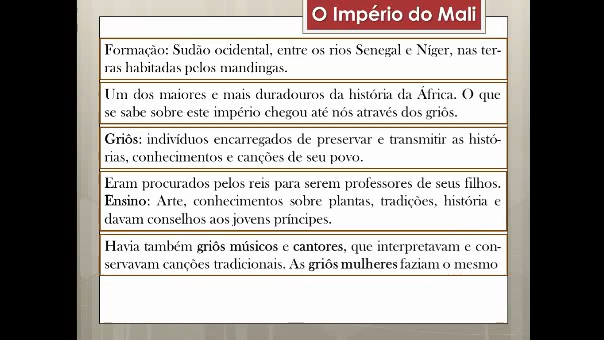 O Império do Mali
Formação: Sudão ocidental, entre os rios Senegal e Níger, nas ter-
ras habitadas pelos mandingas.
Um dos maiores e mais duradouros da história da África. O que
se sabe sobre este império chegou até nós através dos griôs.
Griôs: indivíduos encarregados de preservar e transmitir as histó-
rias, conhecimentos e canções de seu povo.
Eram procurados pelos reis para serem professores de seus filhos.
Ensino: Arte, conhecimentos sobre plantas, tradições, história e
davam conselhos aos jovens príncipes.
Havia também griôs músicos e cantores, que interpretavam e con-
servavam canções tradicionais. As griôs mulheres faziam o mesmo